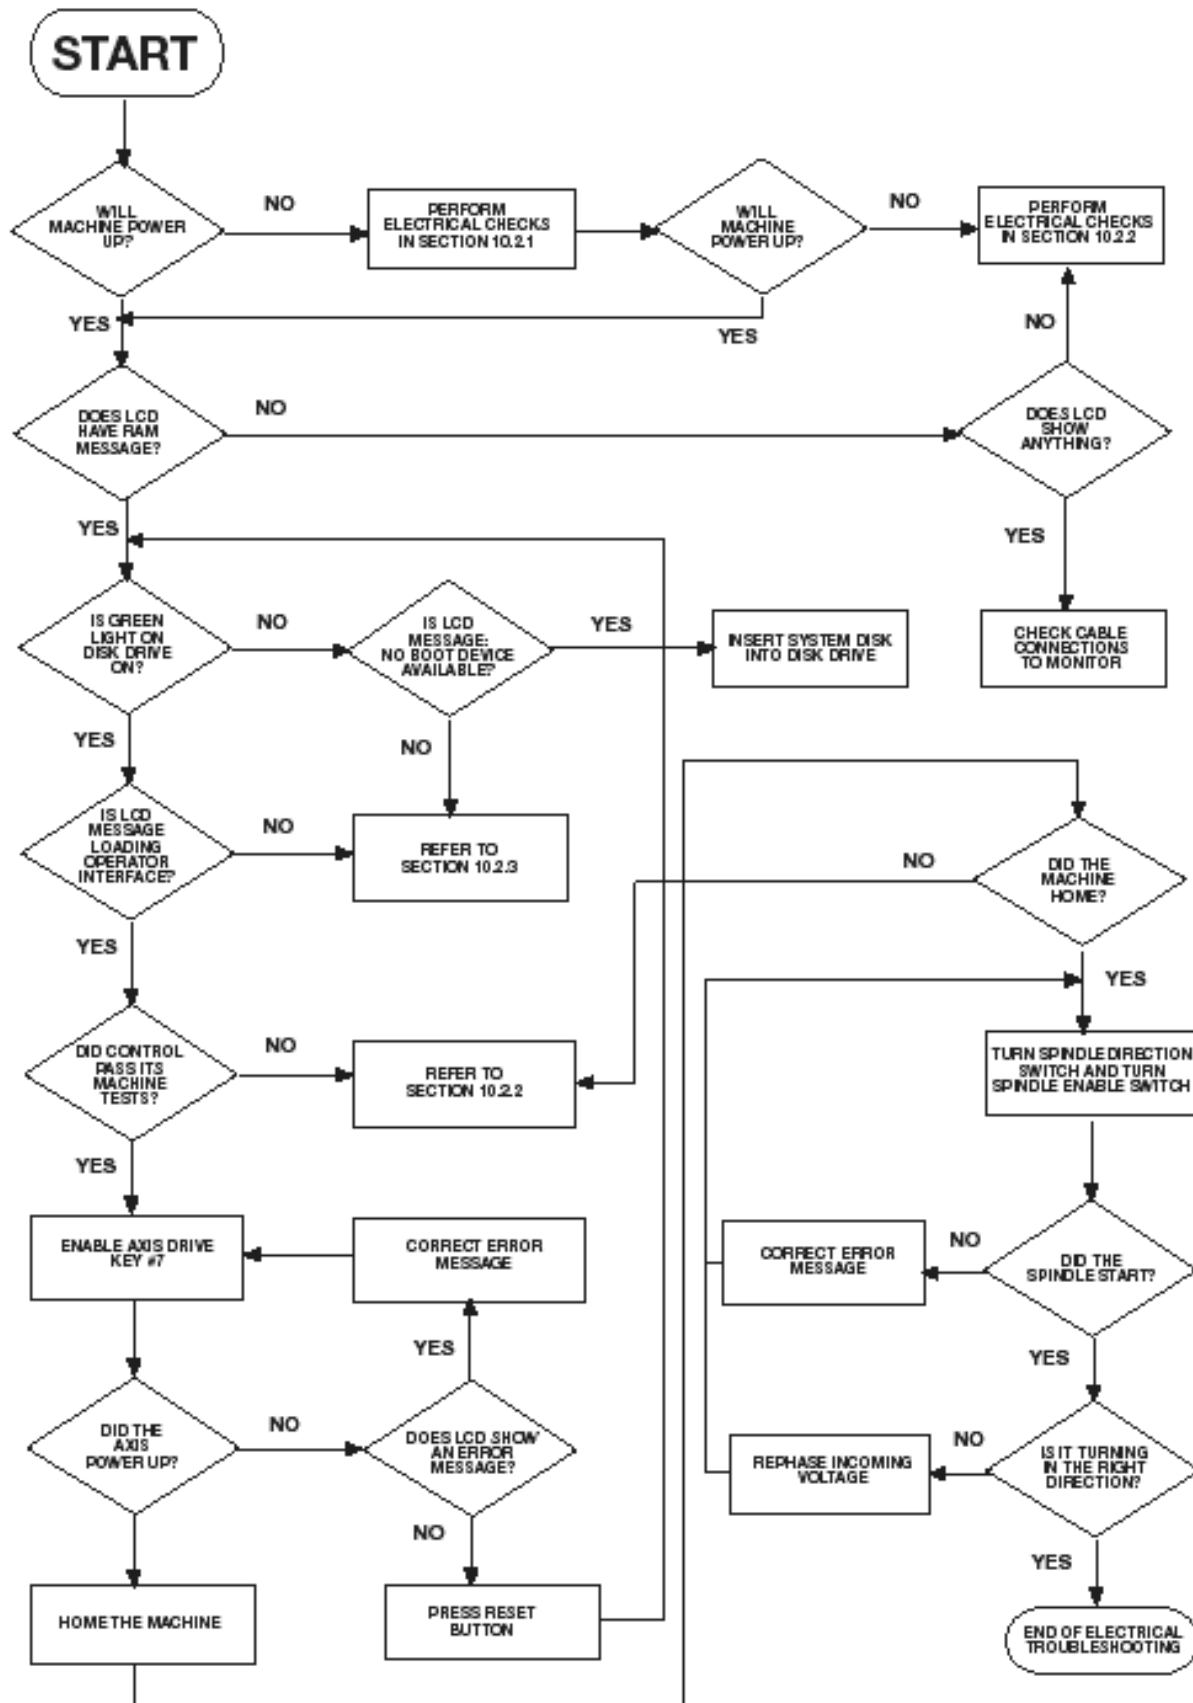 START
WILL
MACHINE POWER
UP?
NO
PERFORM
ELECTRICAL CHECKS
IN SECTION 10.2.1
WILL
MACHINE
POWER UP?
NO
PERFORM
ELECTRICAL CHECKS
IN SECTION 10.2.2
YES
YES
NO
DOES LCD
HAVE RAM
MESSAGE?
NO
DOES LCD
SHOW
ANYTHING?
YES
YES
IS GREEN
LIGHT ON
DISK DRIVE
ON?
NO
IS LCD
MESSAGE:
NO BOOT DEVICE
AVAILABLE?
YES
INSERT SYSTEM DISK
INTO DISK DRIVE
CHECK CABLE
CONNECTIONS
TO MONITOR
YES
NO
IS LCD
MESSAGE
LOADING
OPERATOR
INTERFACE?
NO
REFER TO
SECTION 10.2.3
NO
DID THE
MACHINE
HOME?
YES
YES
DID CONTROL
PASS ITS
MACHINE
TESTS?
NO
REFER TO
SECTION 10.2.2
TURN SPINDLE DIRECTION
SWITCH AND TURN
SPINDLE ENABLE SWITCH
YES
ENABLE AXIS DRIVE
KEY #7
CORRECT ERROR
MESSAGE
CORRECT ERROR
MESSAGE
NO
DID THE
SPINDLE START?
YES
YES
DID THE
AXIS
POWER UP?
NO
DOES LCD SHOW
AN ERROR
MESSAGE?
REPHASE INCOMING
VOLTAGE
NO
IS IT TURNING
IN THE RIGHT
DIRECTION?
NO
YES
HOME THE MACHINE
PRESS RESET
BUTTON
END OF ELECTRICAL
TROUBLESHOOTING